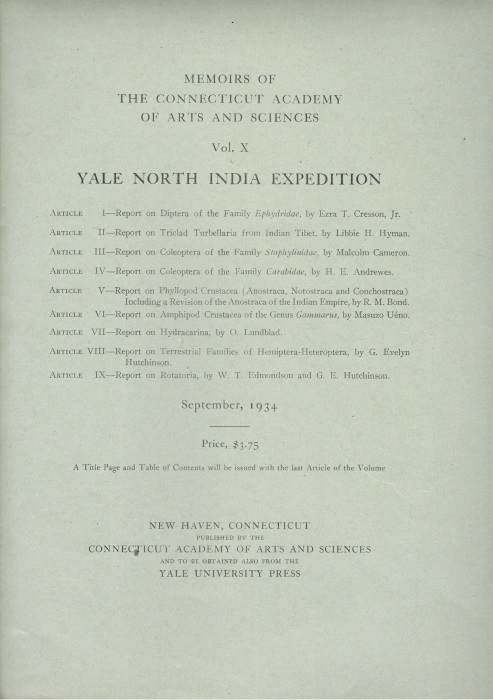 MEMOIRS OF
THE CONNECTICUT ACADEMY
OF ARTS AND SCIENCES
Vol. X
YALE NORTH INDIA EXPEDITION
ARTICLE I—Report on Diptera of the Family Ephydridae, by Ezra T. Cresson, Jr.
ARTICLE II—Report on Triclad Turbellaria from Indian Tibet, by Libbie H. Hyman.
ARTICLE III—Report on Coleoptera of the Family Staphylinidae, by Malcolm Cameron.
ARTICLE IV—Report on Coleoptera of the Family Carabidae, by H. E. Andrewes.
ARTICLE V—Report on Phyllopod Crustacea (Anostraca, Notostraca and Conchostraca)
Including a Revision of the Anostraca of the Indian Empire, by R. M. Bond.
ARTICLE VI—Report on Amphipod Crustacea of the Genus Gammarus, by Masuzo Uéno.
ARTICLE VII—Report on Hydracarina, by O. Lundblad.
ARTICLE VIII—Report on Terrestrial Families of Hemiptera-Heteroptera, by G. Evelyn
Hutchinson.
ARTICLE IX—Report on Rotatoria, by W. T. Edmondson and G. E. Hutchinson.
September, 1934
Price, $3.75
A Title Page and Table of Contents will be issued with the last Article of the Volume
NEW HAVEN, CONNECTICUT
PUBLISHED BY THE
CONNECTICUT ACADEMY OF ARTS AND SCIENCES
AND TO BE OBTAINED ALSO FROM THE
YALE UNIVERSITY PRESS